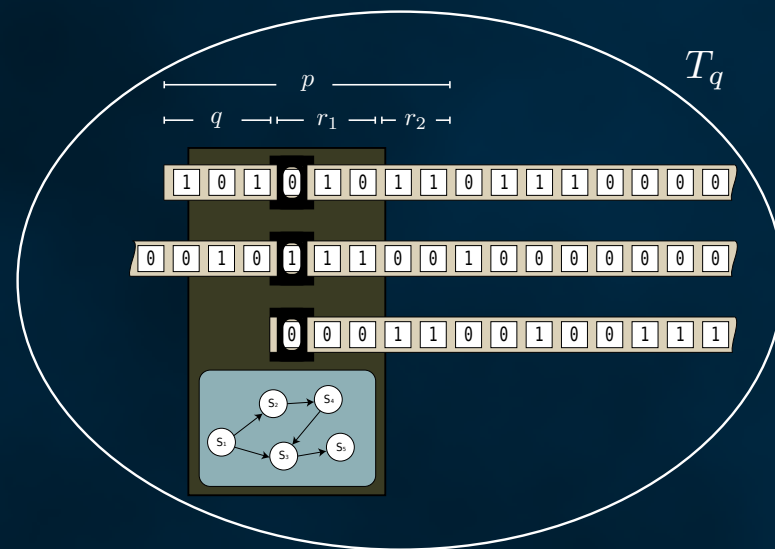 T_q
p
q r_1 r_2
1 0 1 0 1 0 1 1 0 1 1 1 0 0 0 0
0 0 1 0 1 1 1 0 0 1 0 0 0 0 0 0 0
0 0 0 1 1 0 0 1 0 0 1 1 1
S₂ S₄
S₁ S₃ S₅